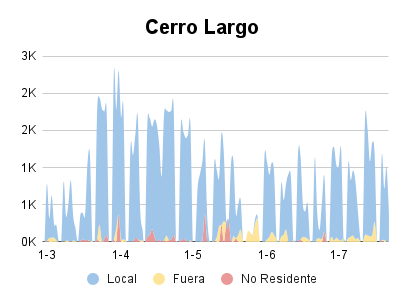 Cerro Largo
3K
2K
2K
1K
1K
0K
1-3 1-4 1-5 1-6 1-7
Local Fuera No Residente